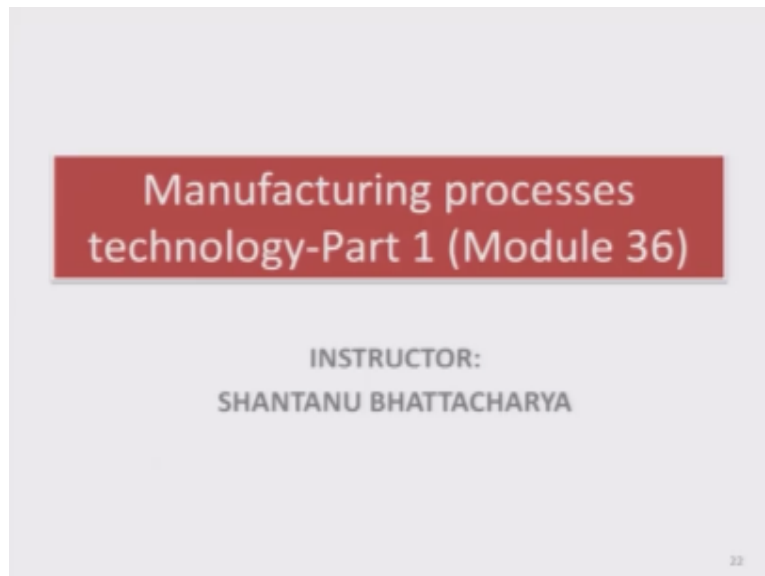 Manufacturing processes
technology-Part 1 (Module 36)
INSTRUCTOR:
SHANTANU BHATTACHARYA
22